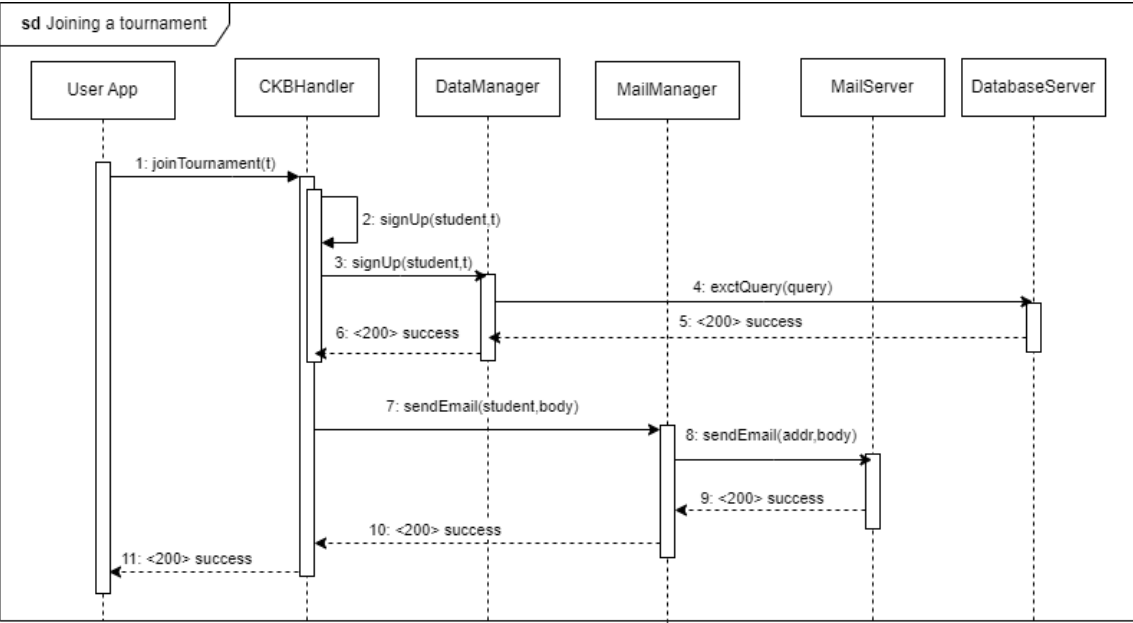 sd Joining a tournament
User App
CKBHandler
DataManager
MailManager
MailServer
DatabaseServer
1: joinTournament(t)
2: signUp(student,t)
3: signUp(student,t)
4: exctQuery(query)
5: <200> success
6: <200> success
7: sendEmail(student,body)
8: sendEmail(addr,body)
9: <200> success
10: <200> success
11: <200> success